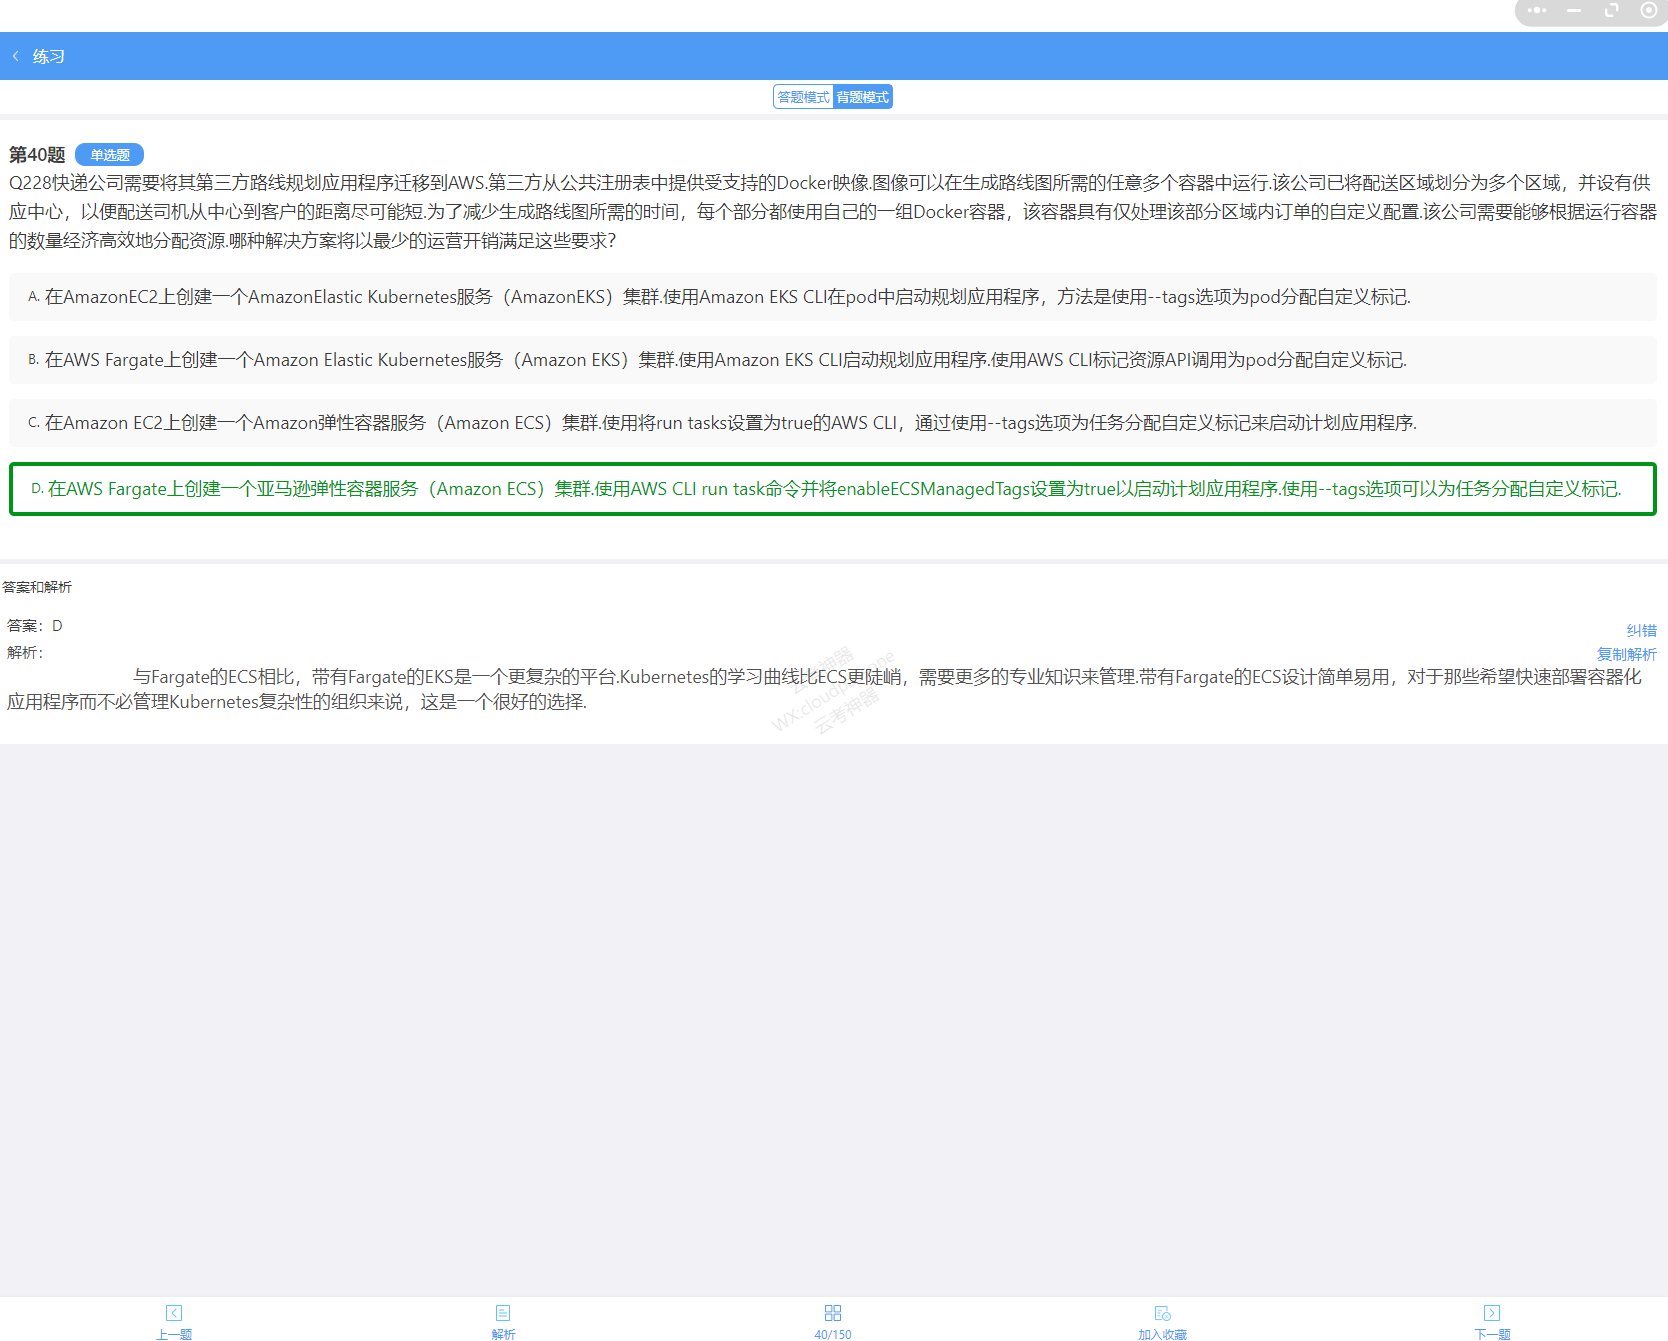 练习
答题模式 背题模式
第40题 单选题
Q228快递公司需要将其第三方路线规划应用程序迁移到AWS.第三方从公共注册表中提供受支持的Docker映像.图像可以在生成路线图所需的任意多个容器中运行.该公司已将配送区域划分为多个区域，并设有供
应中心，以便配送司机从中心到客户的距离尽可能短.为了减少生成路线图所需的时间，每个部分都使用自己的一组Docker容器，该容器具有仅处理该部分区域内订单的自定义配置.该公司需要能够根据运行容器
的数量经济高效地分配资源.哪种解决方案将以最少的运营开销满足这些要求？
A. 在AmazonEC2上创建一个AmazonElastic Kubernetes服务（AmazonEKS）集群.使用Amazon EKS CLI在pod中启动规划应用程序，方法是使用--tags选项为pod分配自定义标记.
B. 在AWS Fargate上创建一个Amazon Elastic Kubernetes服务（Amazon EKS）集群.使用Amazon EKS CLI启动规划应用程序.使用AWS CLI标记资源API调用为pod分配自定义标记.
C. 在Amazon EC2上创建一个Amazon弹性容器服务（Amazon ECS）集群.使用将run tasks设置为true的AWS CLI，通过使用--tags选项为任务分配自定义标记来启动计划应用程序.
D. 在AWS Fargate上创建一个亚马逊弹性容器服务（Amazon ECS）集群.使用AWS CLI run task命令并将enableECSManagedTags设置为true以启动计划应用程序.使用--tags选项可以为任务分配自定义标记.
答案和解析
答案：D
纠错
解析：
复制解析
与Fargate的ECS相比，带有Fargate的EKS是一个更复杂的平台.Kubernetes的学习曲线比ECS更陡峭，需要更多的专业知识来管理.带有Fargate的ECS设计简单易用，对于那些希望快速部署容器化
应用程序而不必管理Kubernetes复杂性的组织来说，这是一个很好的选择.
云考神器
上一题 解析 40/150 加入收藏 下一题